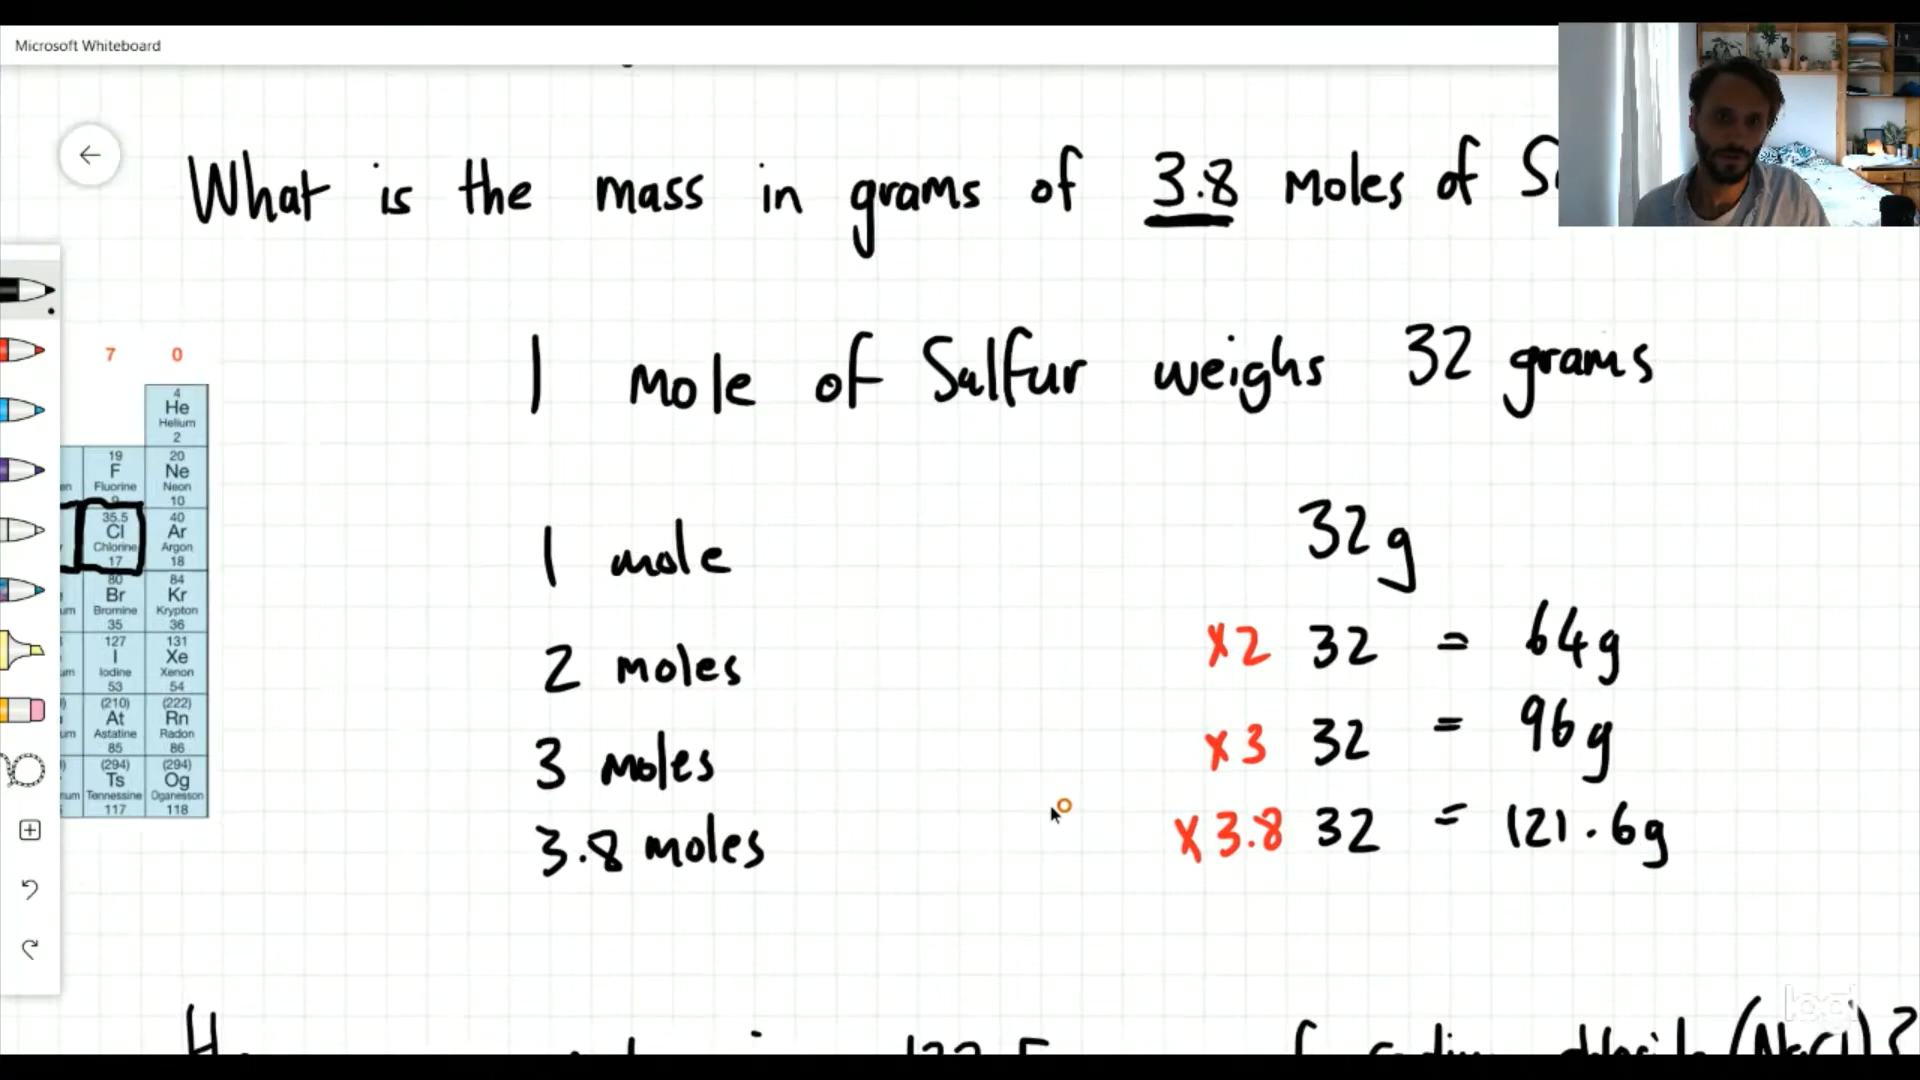 Microsoft Whiteboard
What is the mass in grams of 3.8 moles of
1 mole of Sulfur weighs 32 grams
7 0
4
He
Helium
2
19 20
F Ne
Fluorine Neon
9 10
35.5 40
Cl Ar
Chlorine Argon
17 18
80 84
Br Kr
Bromine Krypton
35 36
127 131
I Xe
Iodine Xenon
53 54
(210) (222)
At Rn
Astatine Radon
85 86
(294) (294)
Ts Og
Tennessine Oganesson
117 118
1 mole 32g
2 moles x2 32 = 64g
3 moles x3 32 = 96g
3.8 moles x3.8 32 = 121.6g
(NaCl)?
logi